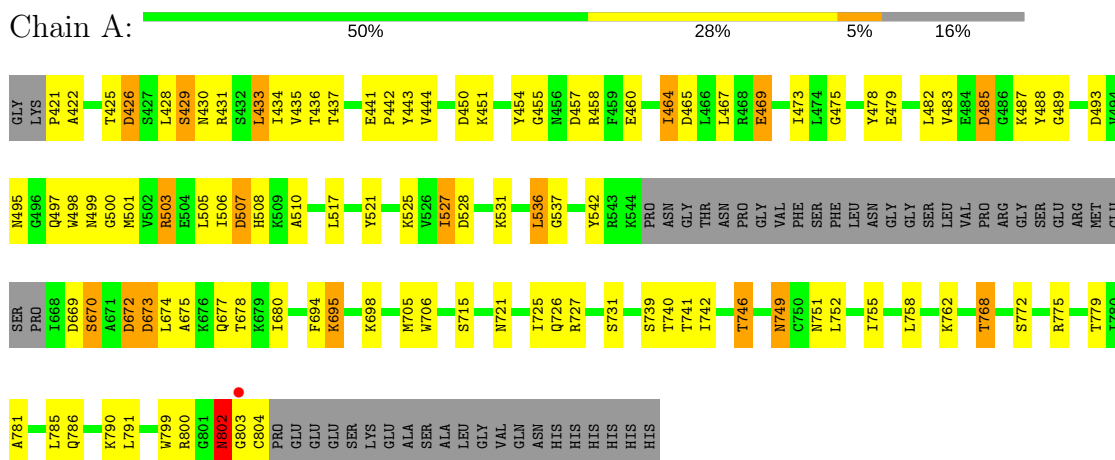 Chain A:
50% 28% 5% 16%
GLY LYS P421 A422 T425 D426 S427 L428 S429 N430 R431 S432 L433 I434 V435 T436 T437 E441 P442 Y443 V444 D450 K451 Y454 G455 N456 D457 R458 F459 E460 I464 D465 L466 L467 R468 E469 I473 L474 G475 Y478 E479 L482 V483 E484 D485 G486 K487 Y488 G489 D493 V494
N495 G496 Q497 W498 N499 G500 M501 V502 R503 E504 L505 I506 D507 H508 K509 A510 L517 Y521 K525 V526 I527 D528 K531 L536 G537 Y542 R543 K544 PRO ASN GLY THR ASN PRO GLY VAL PHE SER PHE LEU ASN GLY GLY SER LEU VAL PRO ARG GLY SER GLU ARG MET GLU
SER PRO I668 D669 S670 A671 D672 D673 L674 A675 K676 Q677 T678 K679 I680 F694 K695 K698 M705 W706 S715 N721 I725 Q726 R727 S731 S739 T740 T741 I742 T746 N749 C750 N751 L752 I755 L758 K762 T768 S772 R775 T779 I780
A781 L785 Q786 K790 L791 W799 R800 G801 N802 G803 C804 PRO GLU GLU GLU SER LYS GLU ALA SER ALA LEU GLY VAL GLN ASN HIS HIS HIS HIS HIS HIS